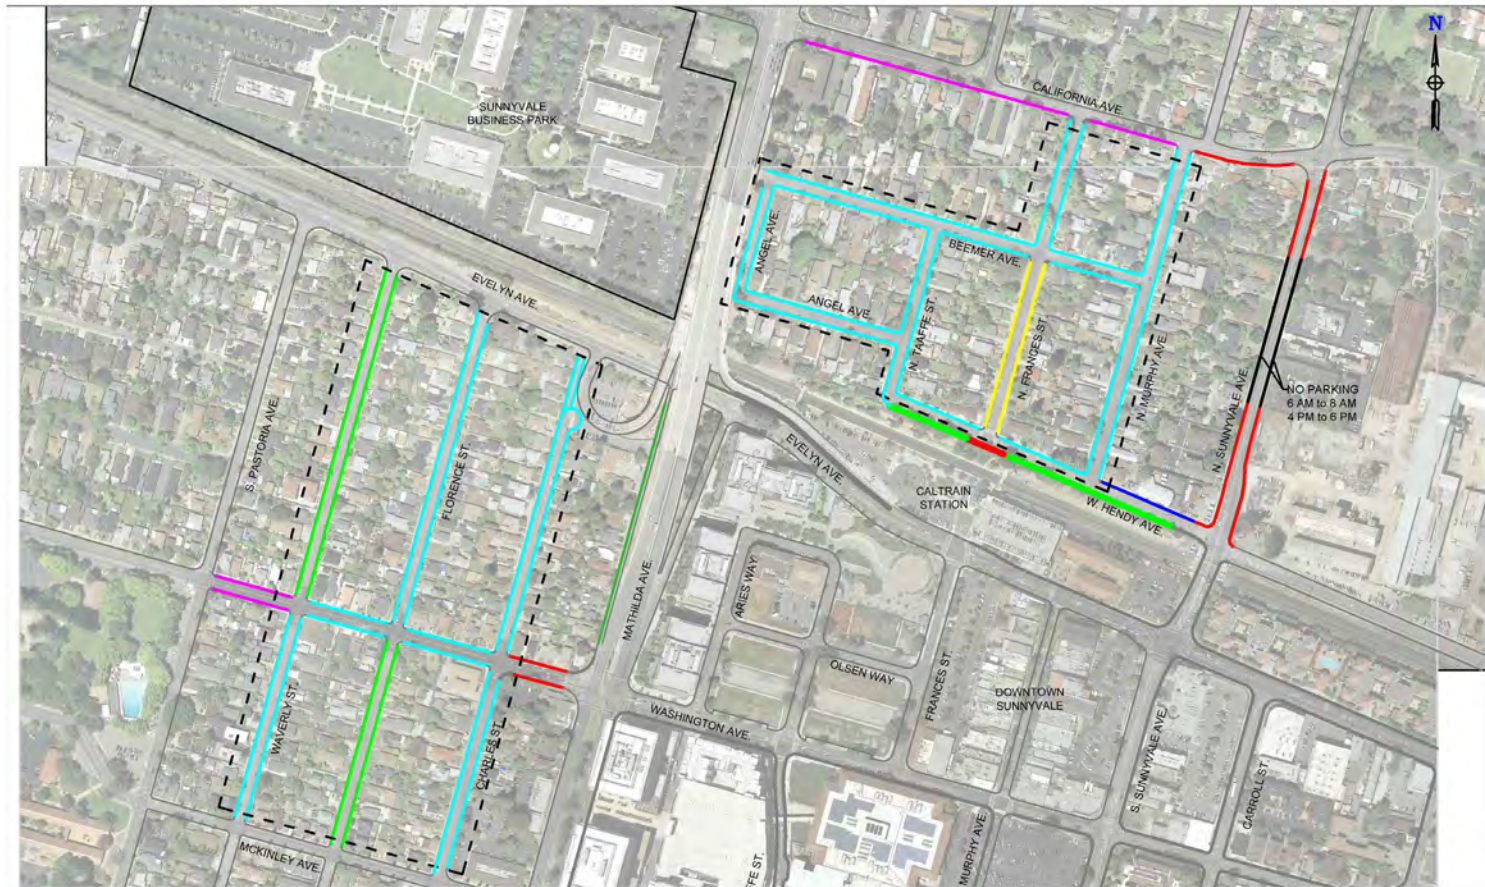 N
SUNNYVALE
BUSINESS PARK
CALIFORNIA AVE
ANGEL AVE.
BEEMER AVE.
EVELYN AVE.
ANGEL AVE.
N. TAAFFE ST.
N. FRANCES ST.
N. MURPHY AVE.
NO PARKING
6 AM to 8 AM
4 PM to 6 PM
N. SUNNYVALE AVE.
S. PASTORIA AVE.
FLORENCE ST.
EVELYN AVE.
CALTRAIN
STATION
W. HENDY AVE.
MATHILDA AVE.
ARIES WAY
OLSEN WAY
FRANCES ST.
DOWNTOWN
SUNNYVALE
WAVERLY ST.
CHARLES ST.
WASHINGTON AVE.
S. SUNNYVALE AVE.
CARROLL ST.
MCKINLEY AVE.
FFE ST.
MURPHY AVE.